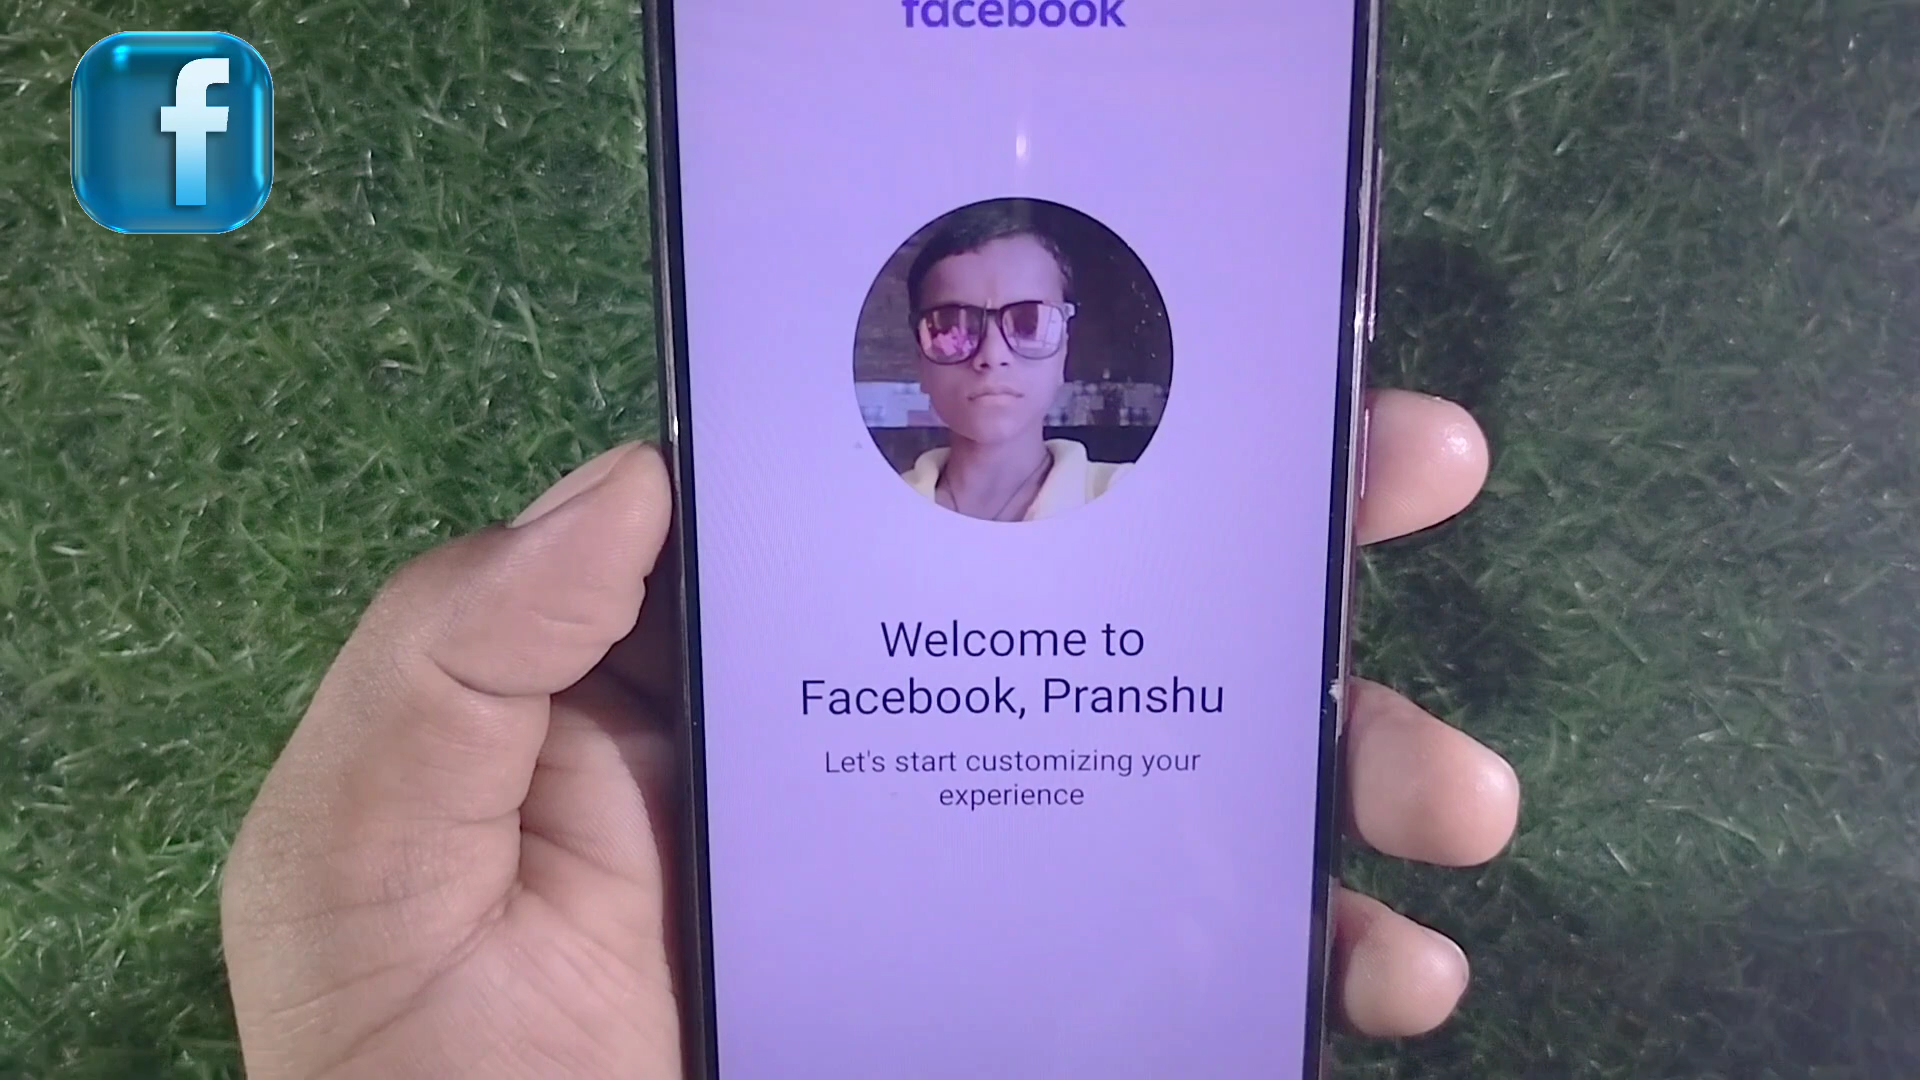 facebook
f
Welcome to
Facebook, Pranshu
Let's start customizing your
experience